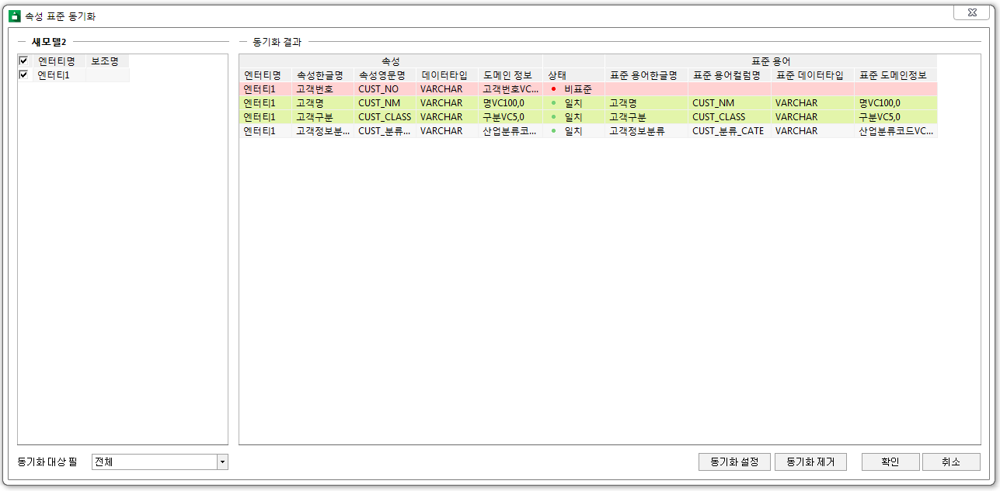 속성 표준 동기화
새모델2
엔터티명 보조명
엔터티1
동기화 결과
속성 표준 용어
엔터티명 속성한글명 속성영문명 데이터타입 도메인 정보 상태 표준 용어한글명 표준 용어컬럼명 표준 데이터타입 표준 도메인정보
엔터티1 고객번호 CUST_NO VARCHAR 고객번호VC... 비표준
엔터티1 고객명 CUST_NM VARCHAR 명VC100,0 일치 고객명 CUST_NM VARCHAR 명VC100,0
엔터티1 고객구분 CUST_CLASS VARCHAR 구분VC5,0 일치 고객구분 CUST_CLASS VARCHAR 구분VC5,0
엔터티1 고객정보분... CUST_분류... VARCHAR 산업분류코... 일치 고객정보분류 CUST_분류_CATE VARCHAR 산업분류코드VC...
동기화 대상 필 전체
동기화 설정 동기화 제거 확인 취소